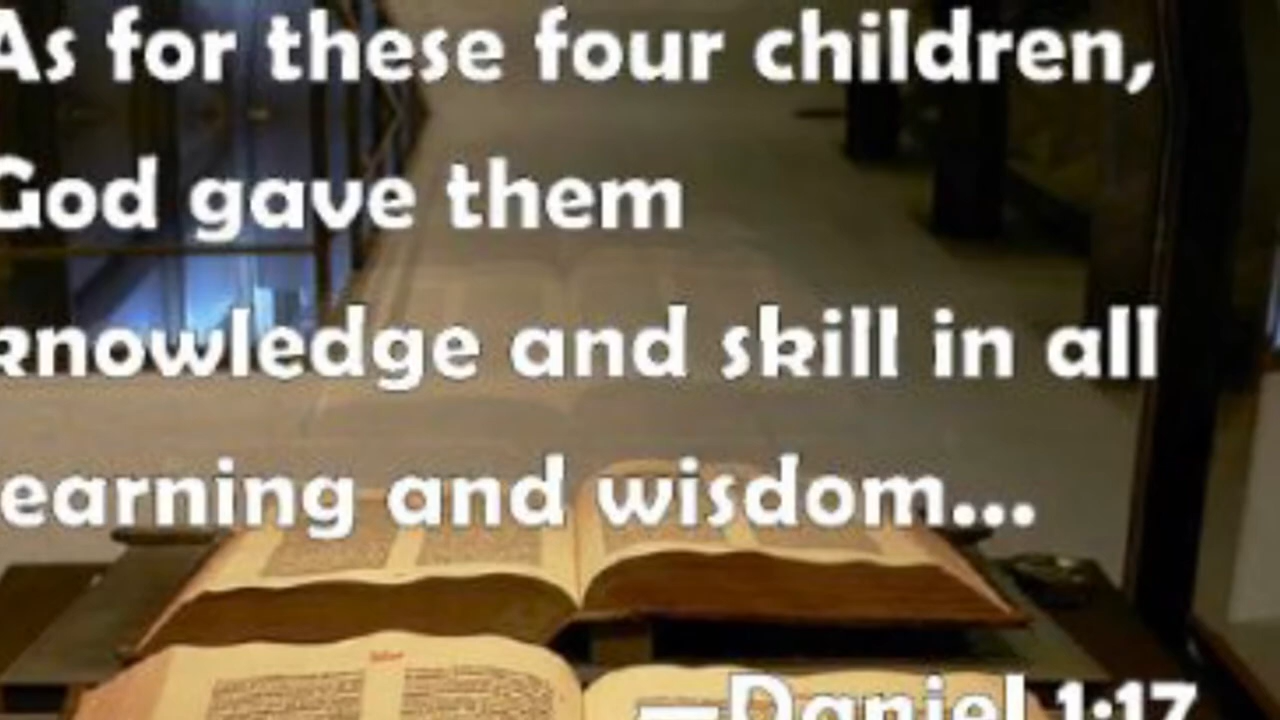 As for these four children,
God gave them
knowledge and skill in all
learning and wisdom...
—Daniel 1:17